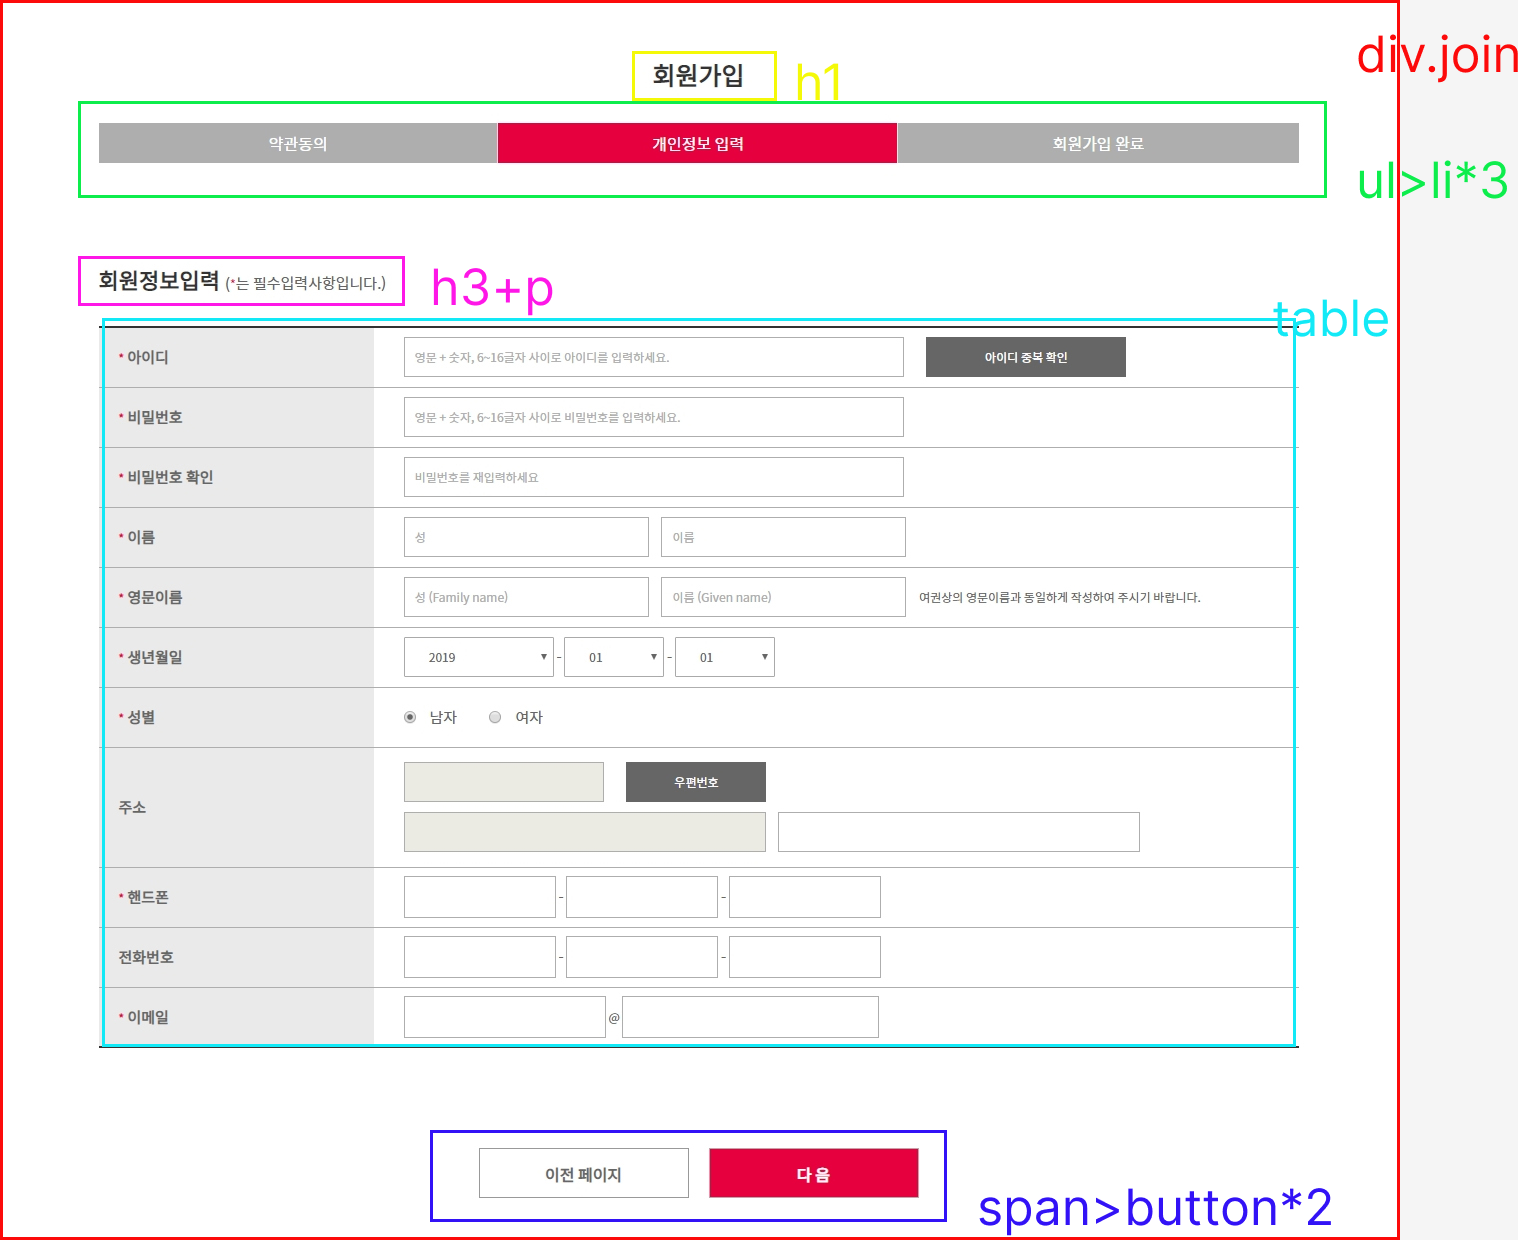 div.join
회원가입 h1
약관동의 개인정보 입력 회원가입 완료
ul>li*3
회원정보입력 (*는 필수입력사항입니다.) h3+p
table
* 아이디 영문 + 숫자, 6~16글자 사이로 아이디를 입력하세요. 아이디 중복 확인
* 비밀번호 영문 + 숫자, 6~16글자 사이로 비밀번호를 입력하세요.
* 비밀번호 확인 비밀번호를 재입력하세요
* 이름 성 이름
* 영문이름 성 (Family name) 이름 (Given name) 여권상의 영문이름과 동일하게 작성하여 주시기 바랍니다.
* 생년월일 2019 ▼ - 01 ▼ - 01 ▼
* 성별 남자 여자
우편번호
주소
* 핸드폰 - -
전화번호 - -
* 이메일 @
이전 페이지 다음
span>button*2